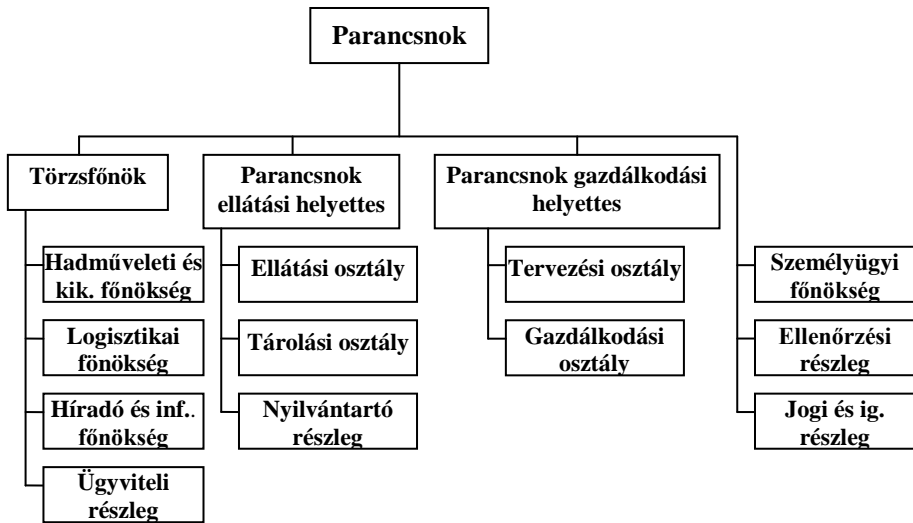 Parancsnok
Törzsfőnök
Parancsnok
ellátási helyettes
Parancsnok gazdálkodási
helyettes
Hadműveleti és
kik. főnökség
Logisztikai
fönökség
Híradó és inf..
főnökség
Ügyviteli
részleg
Ellátási osztály
Tárolási osztály
Nyilvántartó
részleg
Tervezési osztály
Gazdálkodási
osztály
Személyügyi
főnökség
Ellenőrzési
részleg
Jogi és ig.
részleg